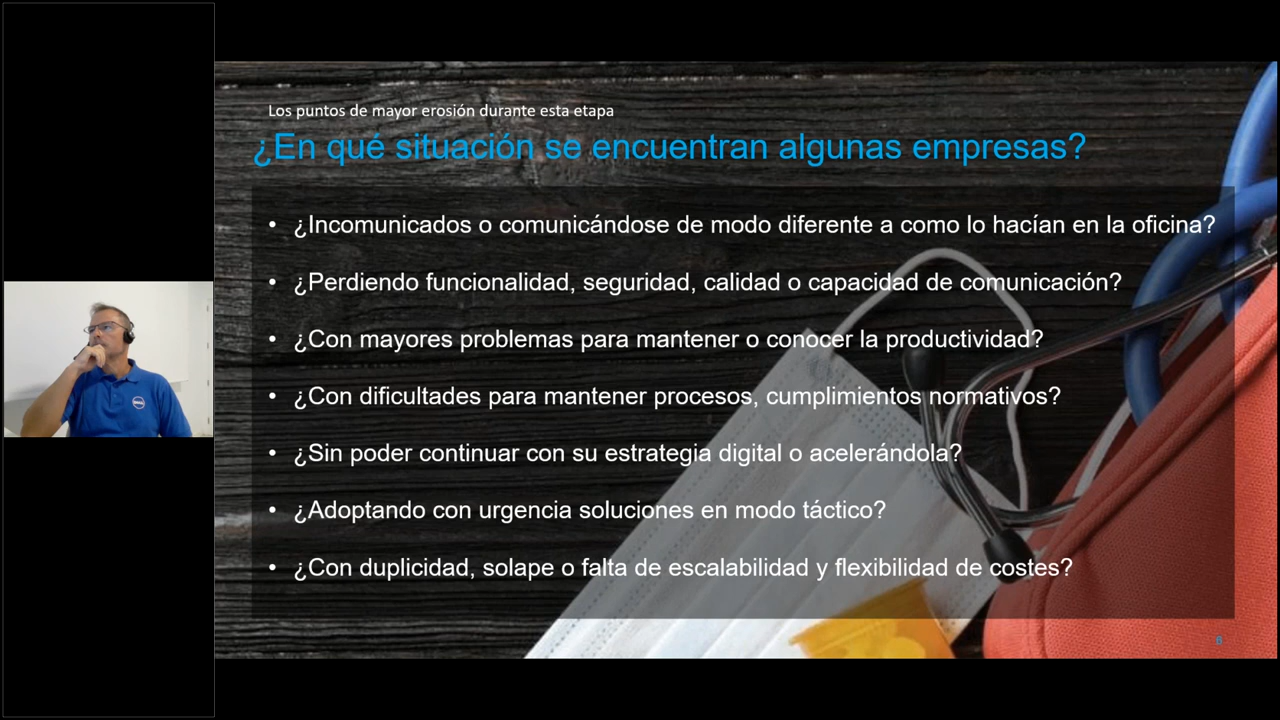 Los puntos de mayor erosión durante esta etapa
¿En qué situación se encuentran algunas empresas?
• ¿Incomunicados o comunicándose de modo diferente a como lo hacían en la oficina?
• ¿Perdiendo funcionalidad, seguridad, calidad o capacidad de comunicación?
• ¿Con mayores problemas para mantener o conocer la productividad?
• ¿Con dificultades para mantener procesos, cumplimientos normativos?
• ¿Sin poder continuar con su estrategia digital o acelerándola?
• ¿Adoptando con urgencia soluciones en modo táctico?
• ¿Con duplicidad, solape o falta de escalabilidad y flexibilidad de costes?
6